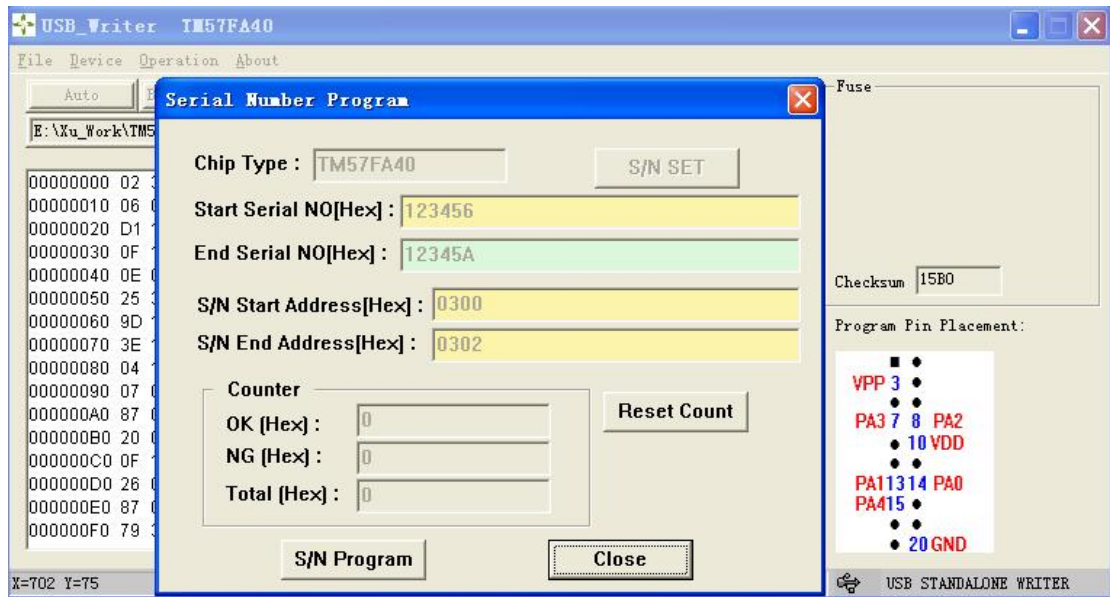 USB_Writer TM57FA40
File Device Operation About
Auto
Serial Number Program
Fuse
E:\Xu_Work\TM5
Chip Type : TM57FA40 S/N SET
Start Serial NO[Hex] : 123456
End Serial NO[Hex] : 12345A
S/N Start Address[Hex] : 0300
S/N End Address[Hex] : 0302
Counter
OK (Hex) : 0
NG (Hex) : 0
Total (Hex) : 0
Reset Count
S/N Program Close
00000000 02
00000010 06
00000020 D1
00000030 0F
00000040 0E
00000050 25
00000060 9D
00000070 3E
00000080 04
00000090 07
000000A0 87
000000B0 20
000000C0 0F
000000D0 26
000000E0 87
000000F0 79
Checksum 15B0
Program Pin Placement:
VPP 3
PA3 7 8 PA2
10 VDD
PA1 13 14 PA0
PA4 15
20 GND
X=702 Y=75
USB STANDALONE WRITER